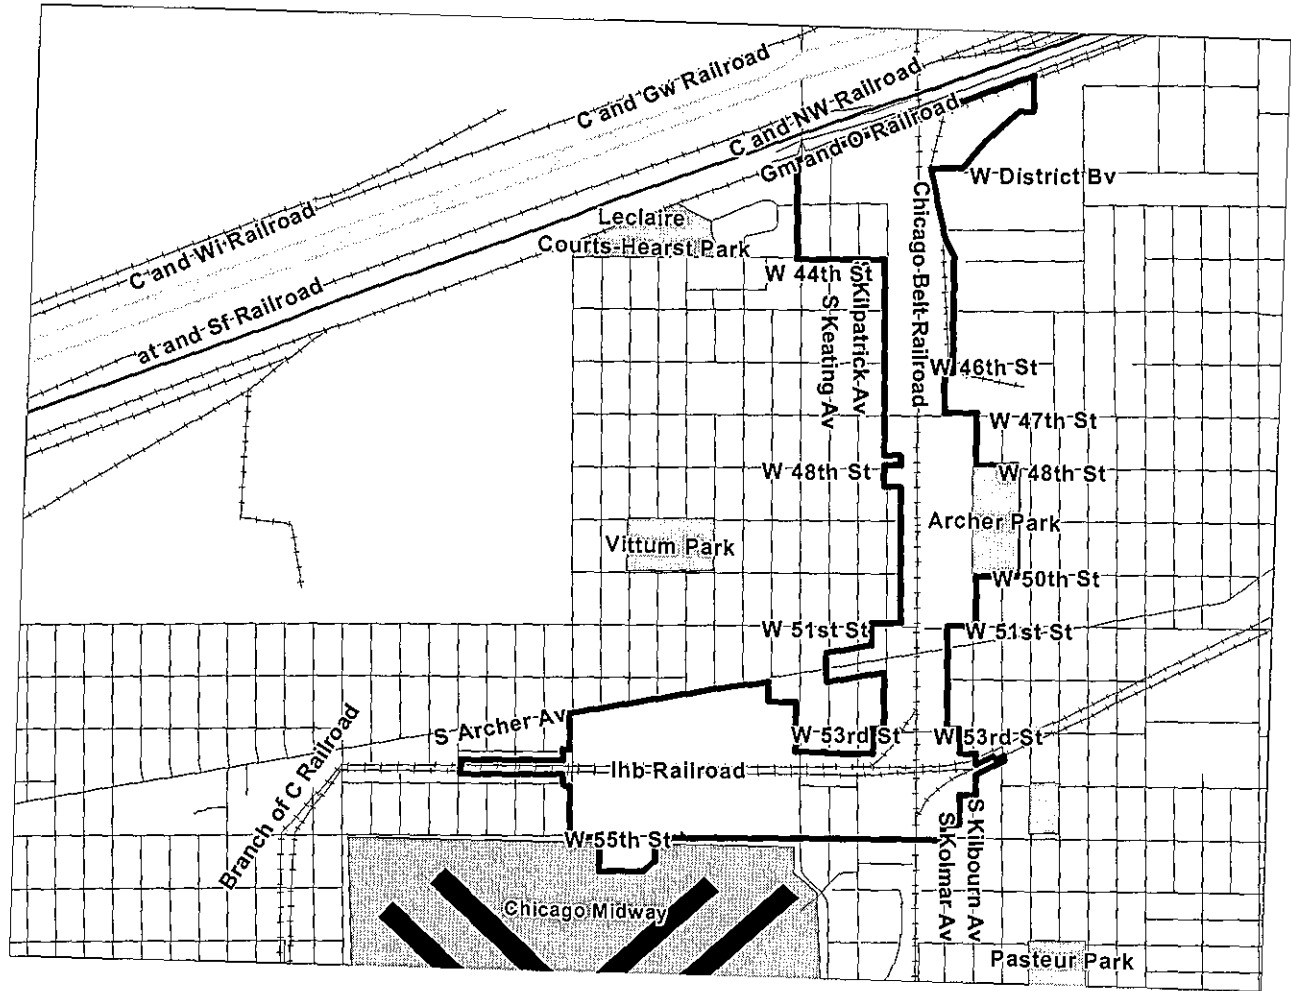 C and Gw Railroad
C and NW Railroad
Gmrand O Railroad
W District Bv
C and Wi Railroad
Leclaire
Courts-Hearst Park
Chicago Belt Railroad
W 44th St
S Kilpatrick Av
S Keating Av
at and Sf Railroad
W 46th St
W 47th St
W 48th St
W 48th St
Archer Park
Vittum Park
W 50th St
W 51st St
W 51st St
S Archer Av
W 53rd St
W 53rd St
Branch of C Railroad
Ihb Railroad
W 55th St
S Kilbourn Av
S Kolmar Av
Chicago Midway
Pasteur Park